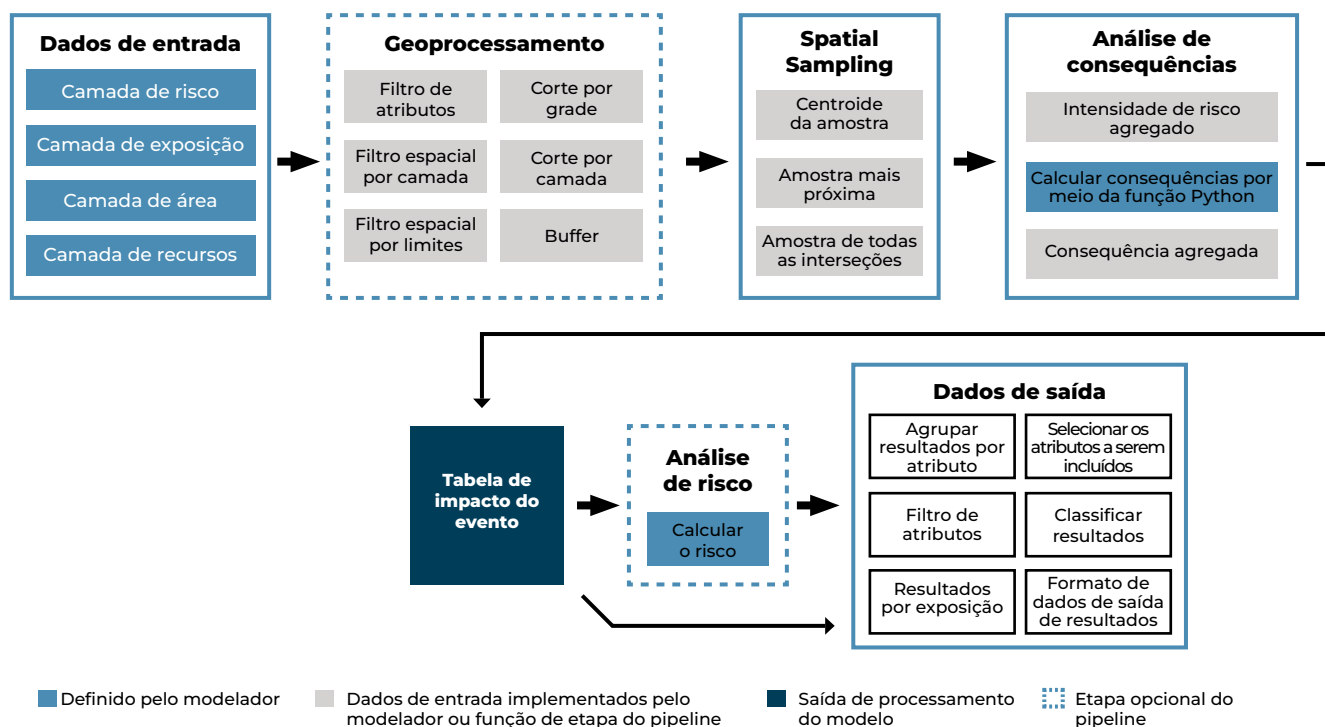 Dados de entrada
Camada de risco
Camada de exposição
Camada de área
Camada de recursos
Geoprocessamento
Filtro de
atributos
Corte por
grade
Filtro espacial
por camada
Corte por
camada
Filtro espacial
por limites
Buffer
Spatial
Sampling
Centroide
da amostra
Amostra mais
próxima
Amostra de todas
as interseções
Análise de
consequências
Intensidade de risco
agregado
Calcular consequências por
meio da função Python
Consequência agregada
Tabela de
impacto do
evento
Análise
de risco
Calcular
o risco
Dados de saída
Agrupar
resultados por
atributo
Selecionar os
atributos a serem
incluídos
Filtro de
atributos
Classificar
resultados
Resultados
por exposição
Formato de
dados de saída
de resultados
Definido pelo modelador
Dados de entrada implementados pelo
modelador ou função de etapa do pipeline
Saída de processamento
do modelo
Etapa opcional do
pipeline